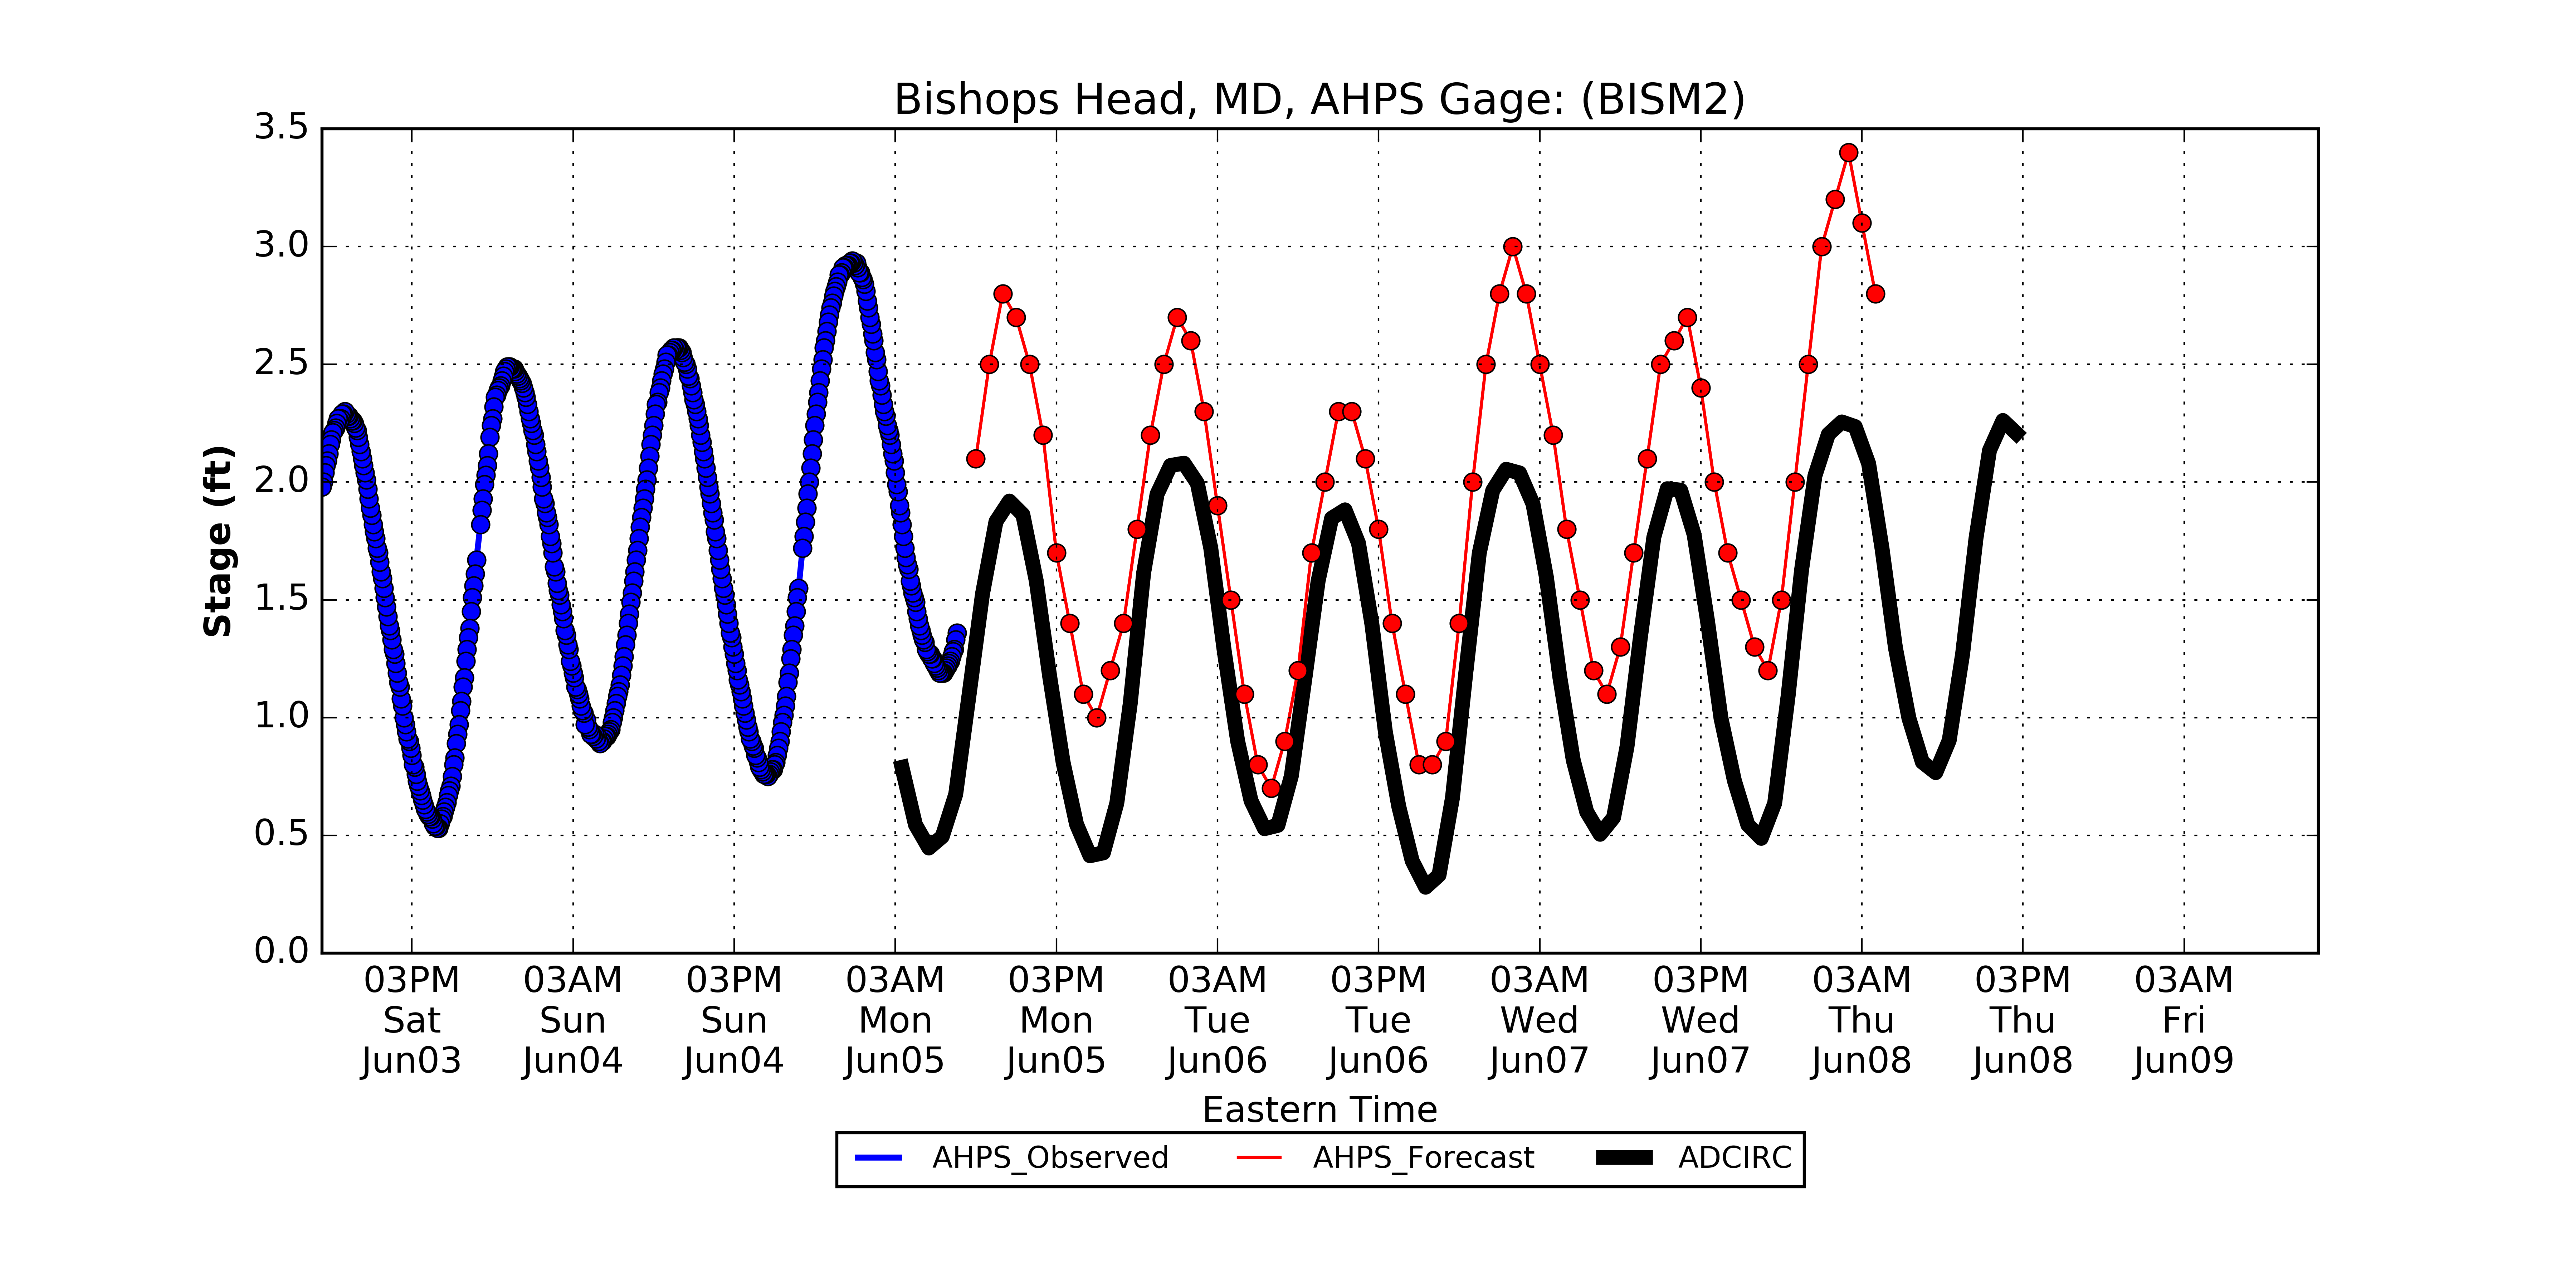 Bishops Head, MD, AHPS Gage: (BISM2)
3.5
3.0
2.5
2.0
1.5
1.0
0.5
0.0
Stage (ft)
03PM 03AM 03PM 03AM 03PM 03AM 03PM 03AM 03PM 03AM 03PM 03AM
Sat Sun Sun Mon Mon Tue Tue Wed Wed Thu Thu Fri
Jun03 Jun04 Jun04 Jun05 Jun05 Jun06 Jun06 Jun07 Jun07 Jun08 Jun08 Jun09
Eastern Time
AHPS_Observed AHPS_Forecast ADCIRC